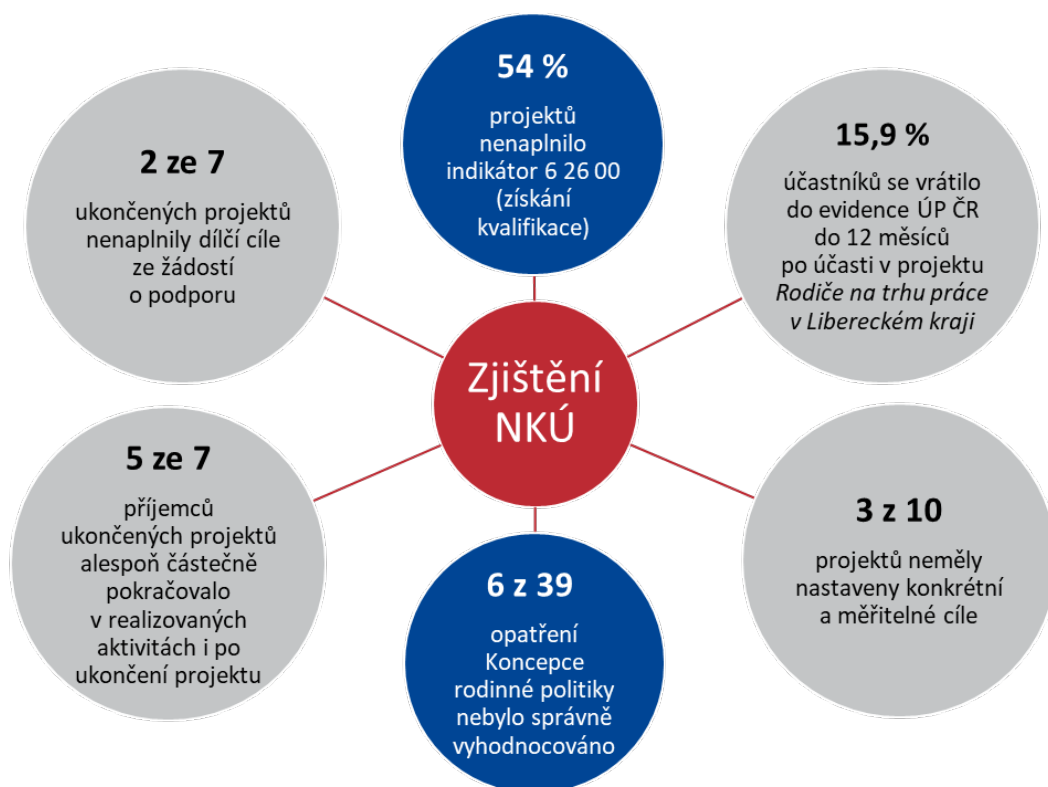 54 %
projektů
nenaplnilo
indikátor 6 26 00
(získání
kvalifikace)
2 ze 7
ukončených projektů
nenaplnily dílčí cíle
ze žádostí
o podporu
15,9 %
účastníků se vrátilo
do evidence ÚP ČR
do 12 měsíců
po účasti v projektu
Rodiče na trhu práce
v Libereckém kraji
Zjištění
NKÚ
5 ze 7
příjemců
ukončených projektů
alespoň částečně
pokračovalo
v realizovaných
aktivitách i po
ukončení projektu
6 z 39
opatření
Koncepce
rodinné politiky
nebylo správně
vyhodnocováno
3 z 10
projektů neměly
nastaveny konkrétní
a měřitelné cíle